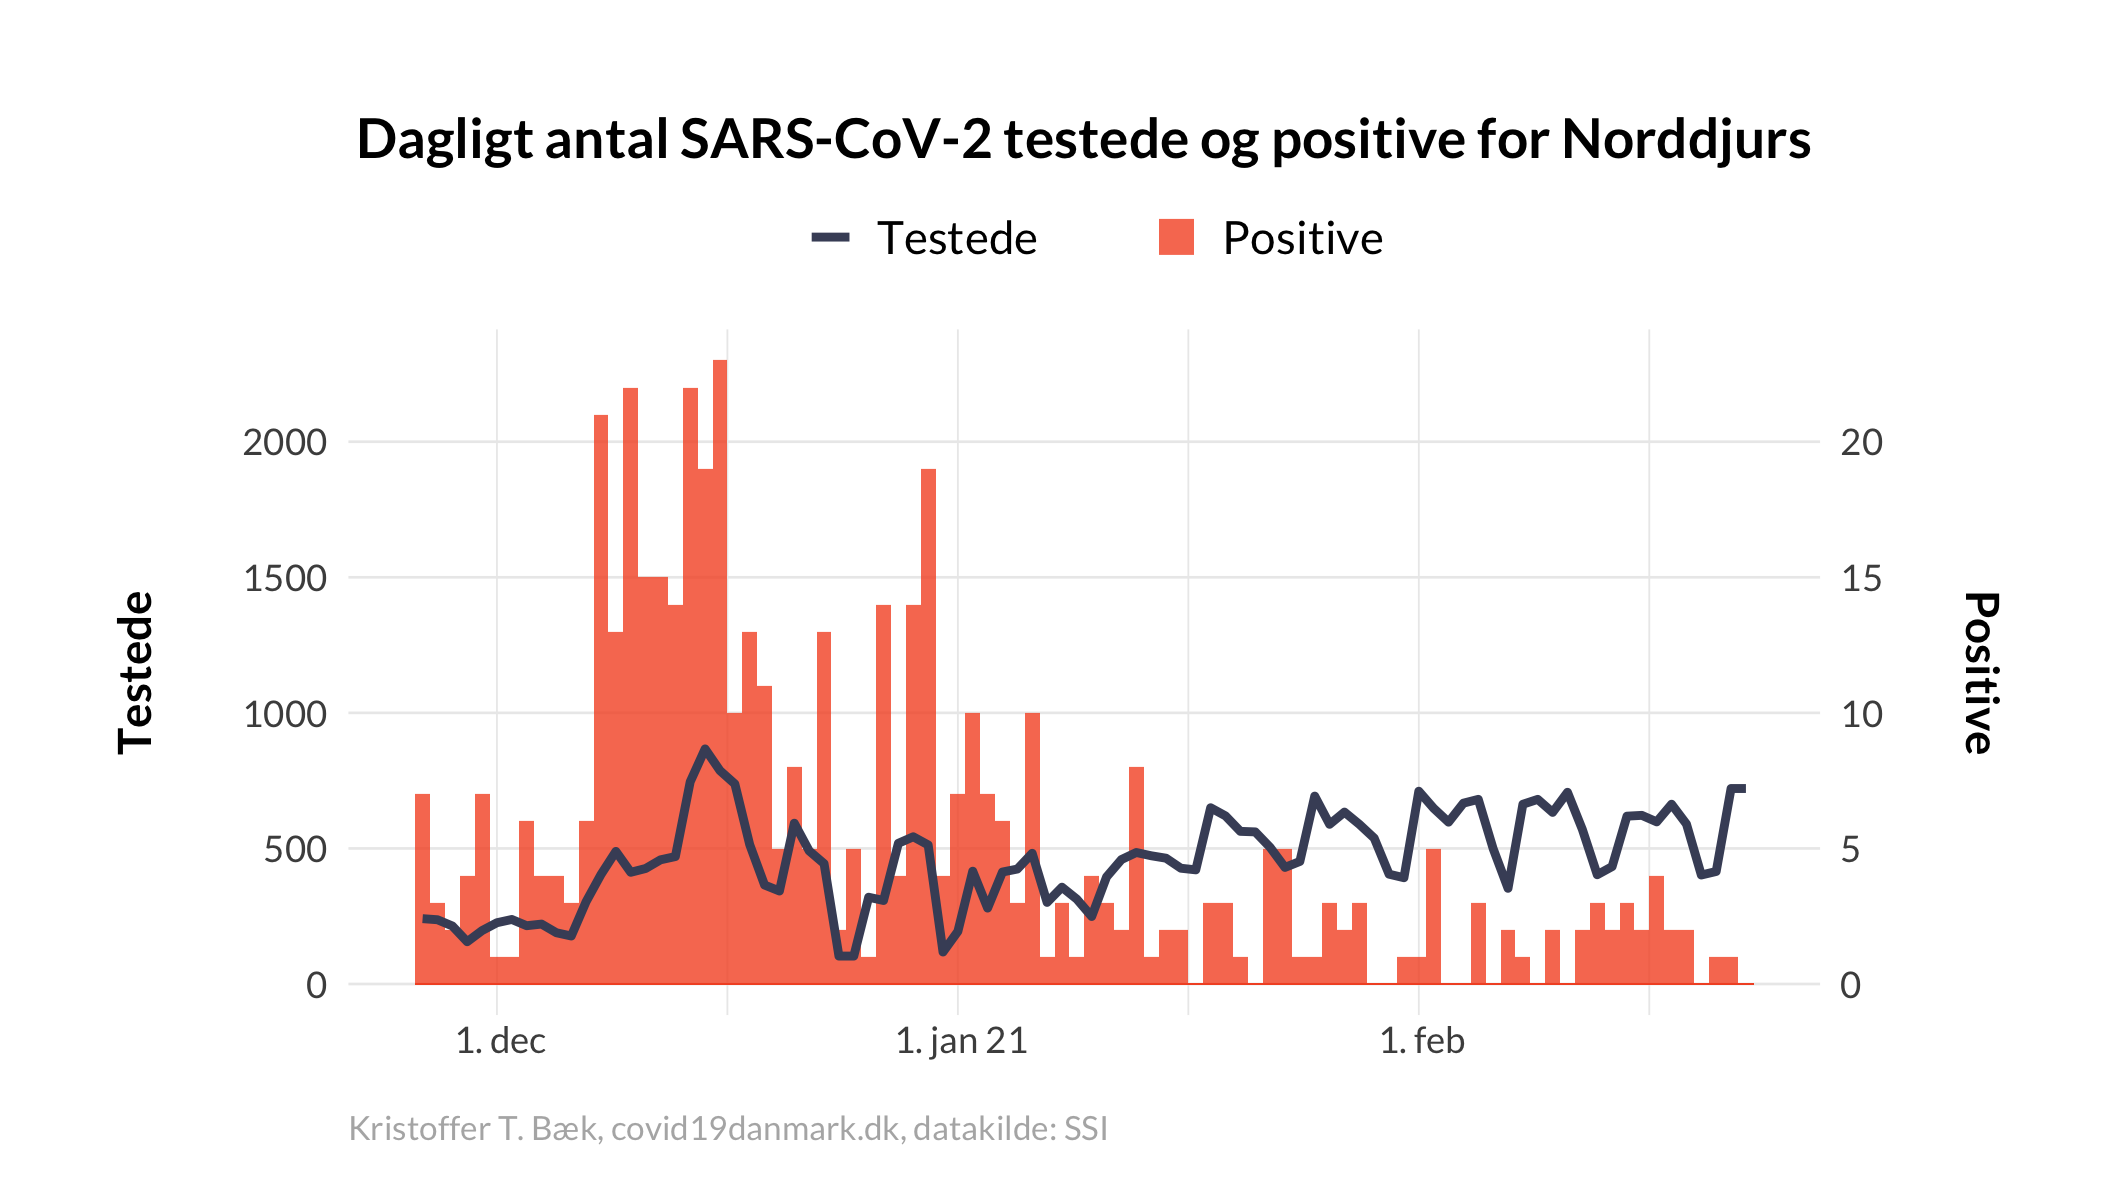 Dagligt antal SARS-CoV-2 testede og positive for Norddjurs
Testede
Positive
2000
1500
1000
500
0
20
15
10
5
0
Testede
Positive
1. dec
1. jan 21
1. feb
Kristoffer T. Bæk, covid19danmark.dk, datakilde: SSI